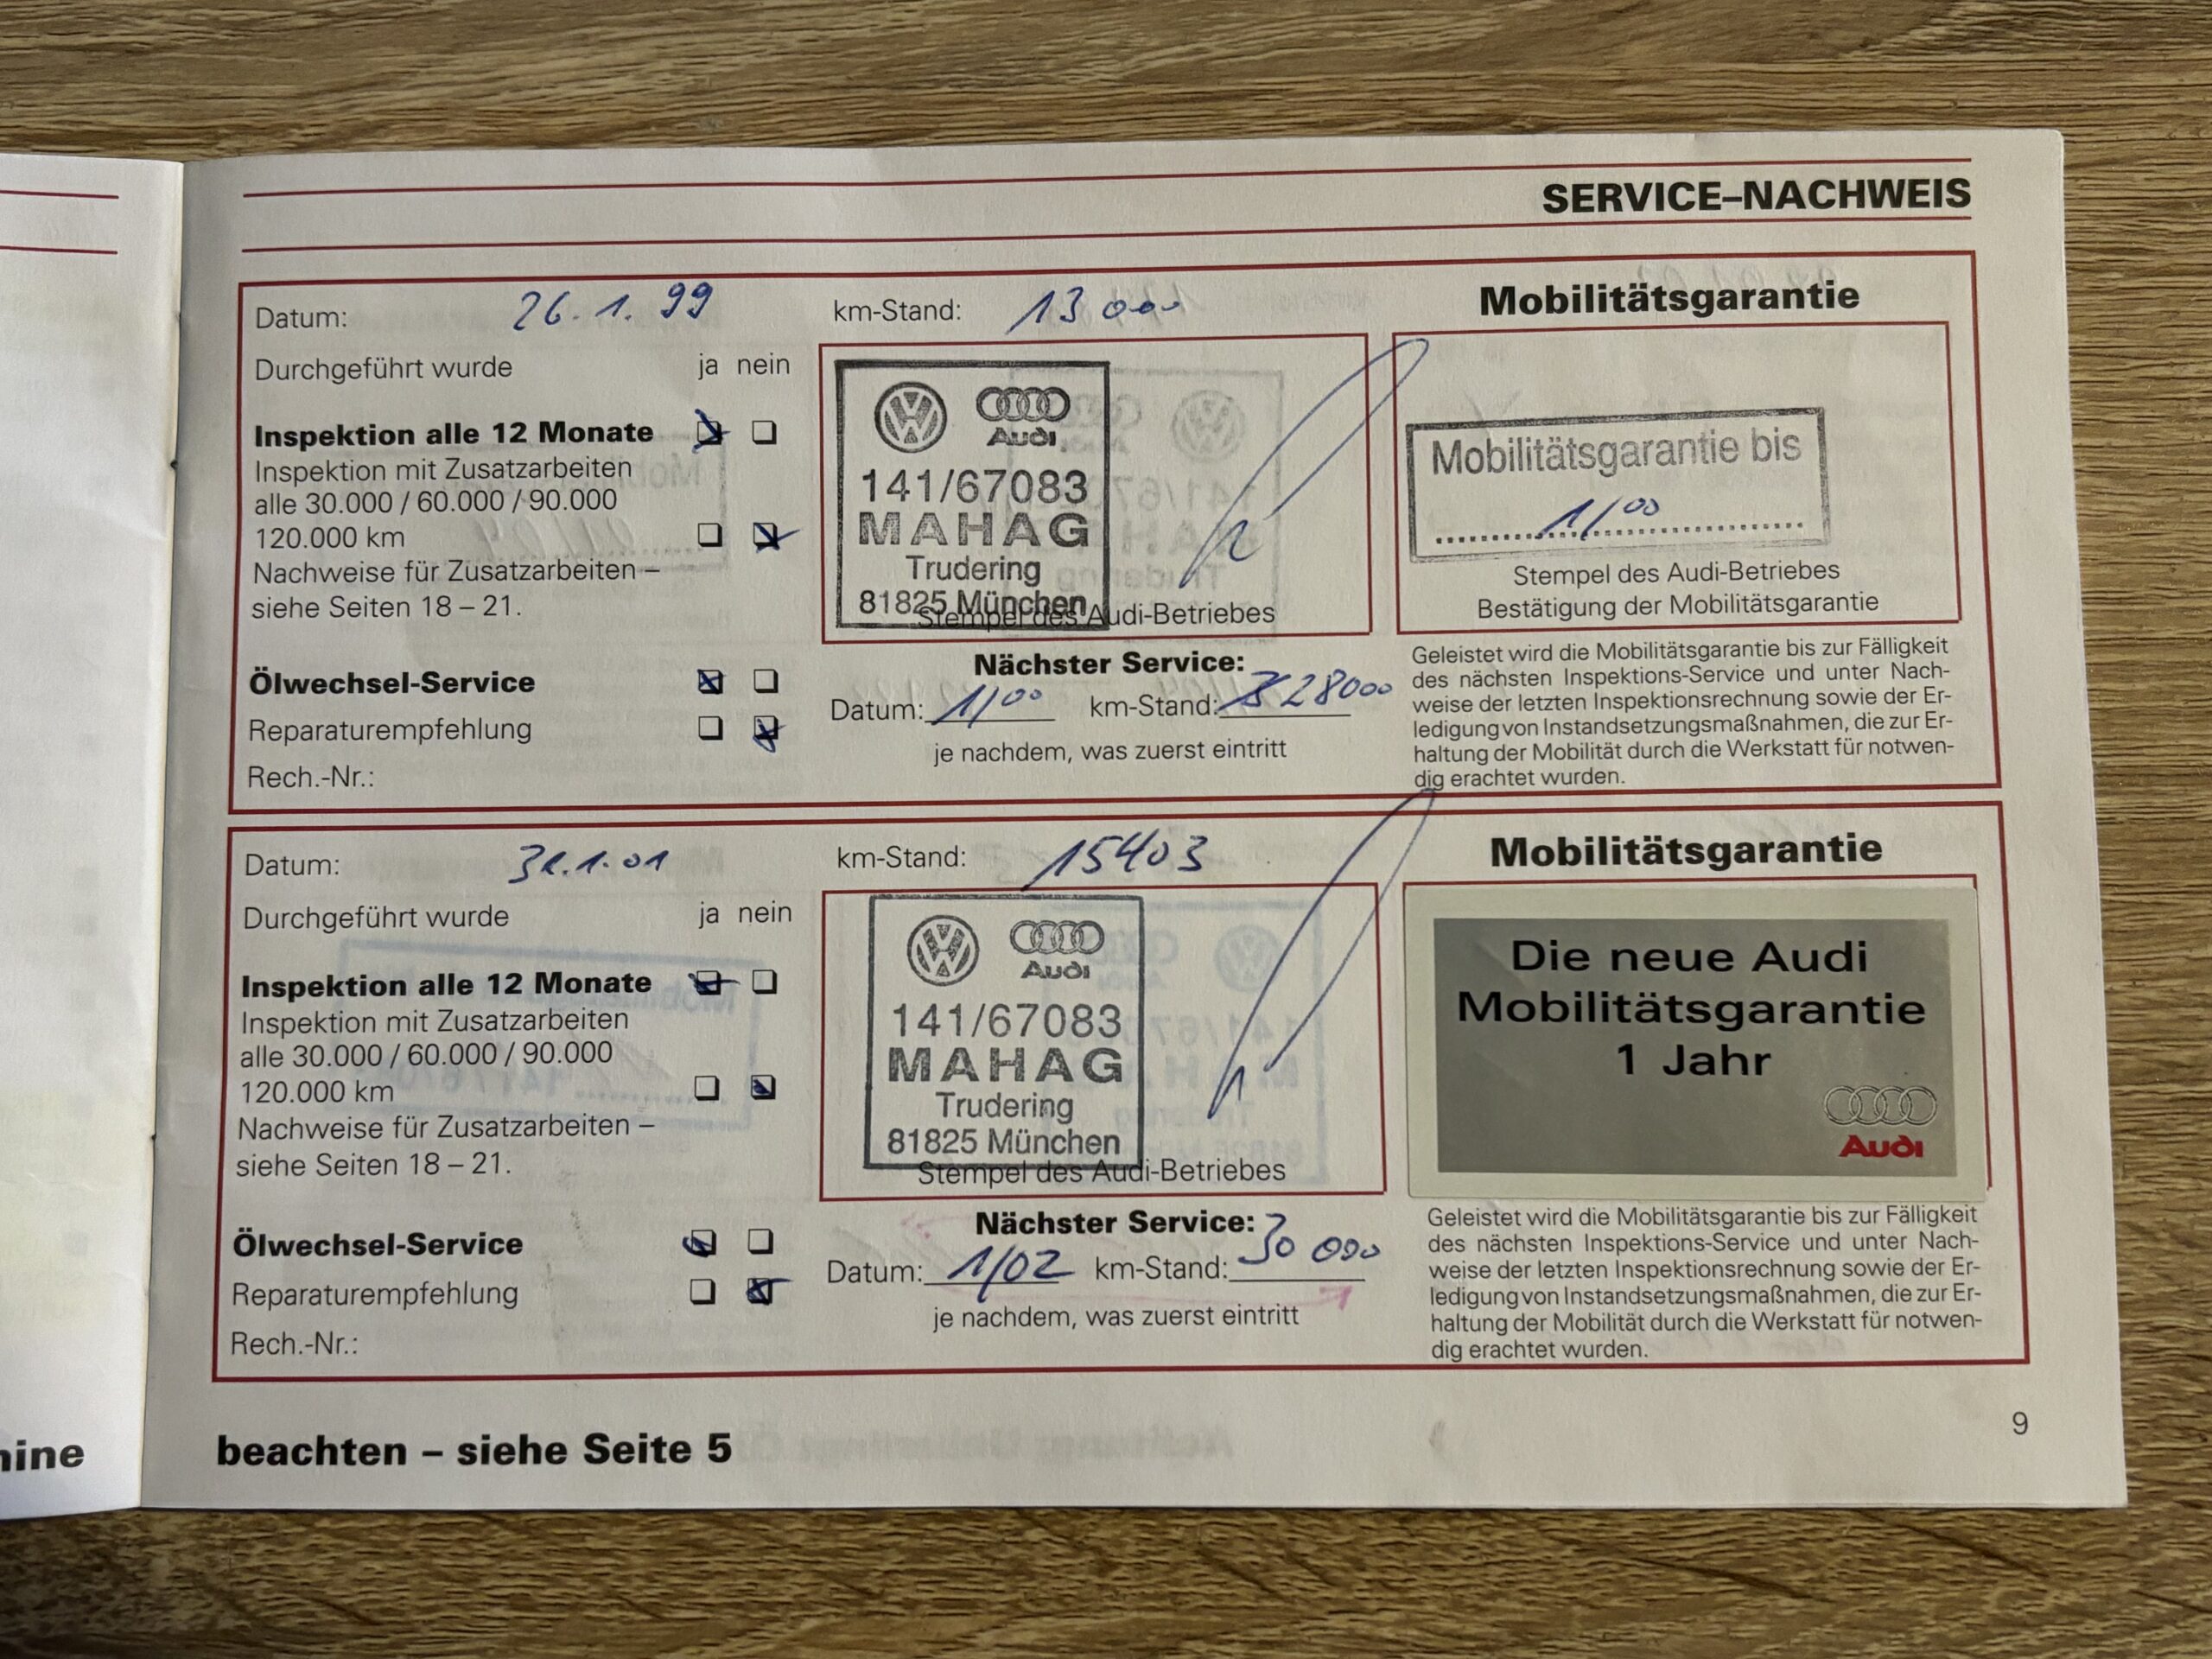 SERVICE–NACHWEIS
Datum: 26.1.99
km-Stand: 13 000
Durchgeführt wurde ja nein
Inspektion alle 12 Monate
Inspektion mit Zusatzarbeiten
alle 30.000 / 60.000 / 90.000
120.000 km
Nachweise für Zusatzarbeiten –
siehe Seiten 18 – 21.
Ölwechsel-Service
Reparaturempfehlung
Rech.-Nr.:
Audi
141/67083
MAHAG
Trudering
81825 München
Stempel des Audi-Betriebes
Nächster Service:
Datum: 1/00 km-Stand: 28000
je nachdem, was zuerst eintritt
Mobilitätsgarantie
Mobilitätsgarantie bis
1/00
Stempel des Audi-Betriebes
Bestätigung der Mobilitätsgarantie
Geleistet wird die Mobilitätsgarantie bis zur Fälligkeit
des nächsten Inspektions-Service und unter Nach-
weise der letzten Inspektionsrechnung sowie der Er-
ledigung von Instandsetzungsmaßnahmen, die zur Er-
haltung der Mobilität durch die Werkstatt für notwen-
dig erachtet wurden.
Datum: 31.1.01
km-Stand: 15403
Durchgeführt wurde ja nein
Inspektion alle 12 Monate
Inspektion mit Zusatzarbeiten
alle 30.000 / 60.000 / 90.000
120.000 km
Nachweise für Zusatzarbeiten –
siehe Seiten 18 – 21.
Ölwechsel-Service
Reparaturempfehlung
Rech.-Nr.:
Audi
141/67083
MAHAG
Trudering
81825 München
Stempel des Audi-Betriebes
Nächster Service:
Datum: 1/02 km-Stand: 30 000
je nachdem, was zuerst eintritt
Mobilitätsgarantie
Die neue Audi
Mobilitätsgarantie
1 Jahr
Audi
Geleistet wird die Mobilitätsgarantie bis zur Fälligkeit
des nächsten Inspektions-Service und unter Nach-
weise der letzten Inspektionsrechnung sowie der Er-
ledigung von Instandsetzungsmaßnahmen, die zur Er-
haltung der Mobilität durch die Werkstatt für notwen-
dig erachtet wurden.
beachten – siehe Seite 5
9